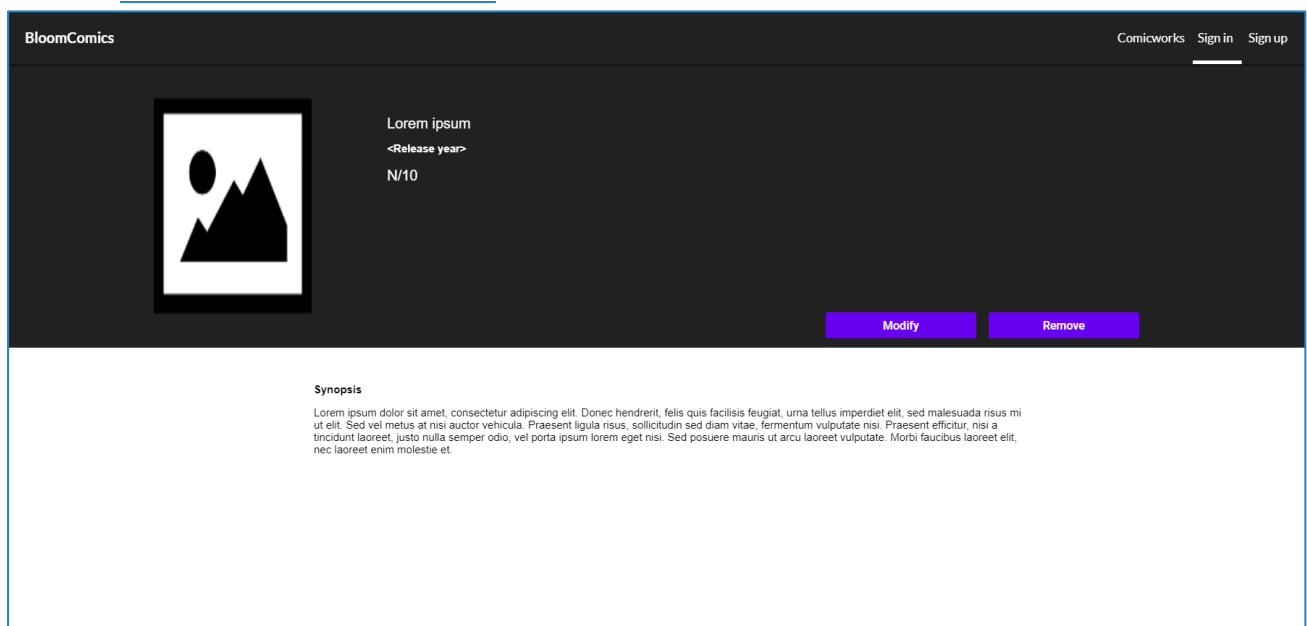 BloomComics
Comicworks Sign in Sign up
Lorem ipsum
<Release year>
N/10
Modify Remove
Synopsis
Lorem ipsum dolor sit amet, consectetur adipiscing elit. Donec hendrerit, felis quis facilisis feugiat, urna tellus imperdiet elit, sed malesuada risus mi
ut elit. Sed vel metus at nisi auctor vehicula. Praesent ligula risus, sollicitudin sed diam vitae, fermentum vulputate nisi. Praesent efficitur, nisi a
tincidunt laoreet, justo nulla semper odio, vel porta ipsum lorem eget nisi. Sed posuere mauris ut arcu laoreet vulputate. Morbi faucibus laoreet elit,
nec laoreet enim molestie et.